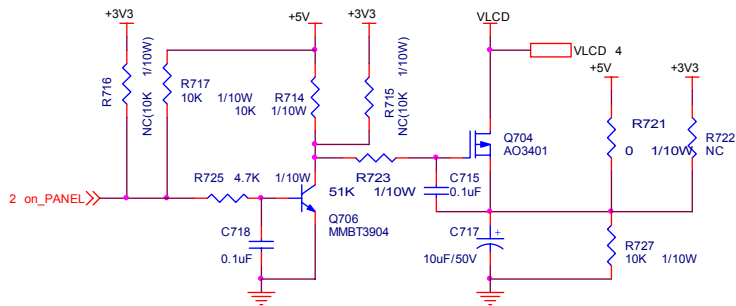 +3V3
+5V
+3V3
VLCD
VLCD 4
+5V
+3V3
R716
NC(10K 1/10W)
R717
10K 1/10W
R714
10K 1/10W
R715
NC(10K 1/10W)
Q704
AO3401
R721
0 1/10W
R722
NC
2 on_PANEL
R725 4.7K 1/10W
51K
R723
1/10W
C715
0.1uF
Q706
MMBT3904
C718
0.1uF
C717
+
10uF/50V
R727
10K 1/10W